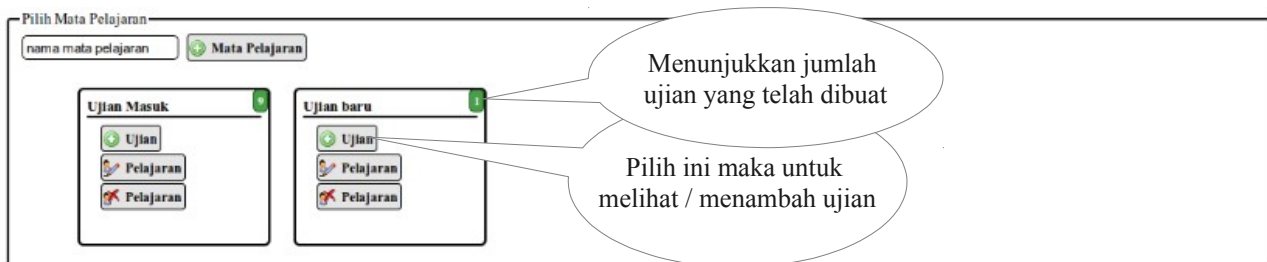 Pilih Mata Pelajaran
nama mata pelajaran
Mata Pelajaran
Ujian Masuk
9
Ujian
Pelajaran
Pelajaran
Ujian baru
1
Ujian
Pelajaran
Pelajaran
Menunjukkan jumlah
ujian yang telah dibuat
Pilih ini maka untuk
melihat / menambah ujian